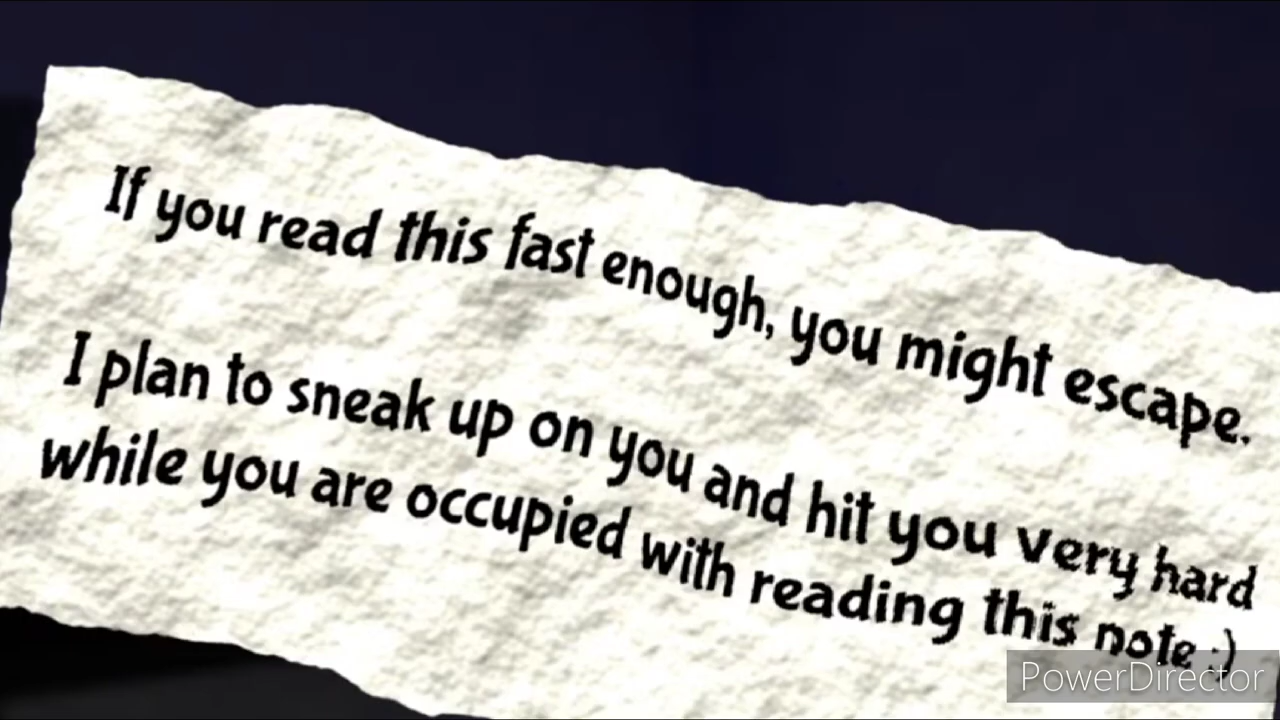 If you read this fast enough, you might escape.
I plan to sneak up on you and hit you very hard
while you are occupied with reading this note :)
PowerDirector